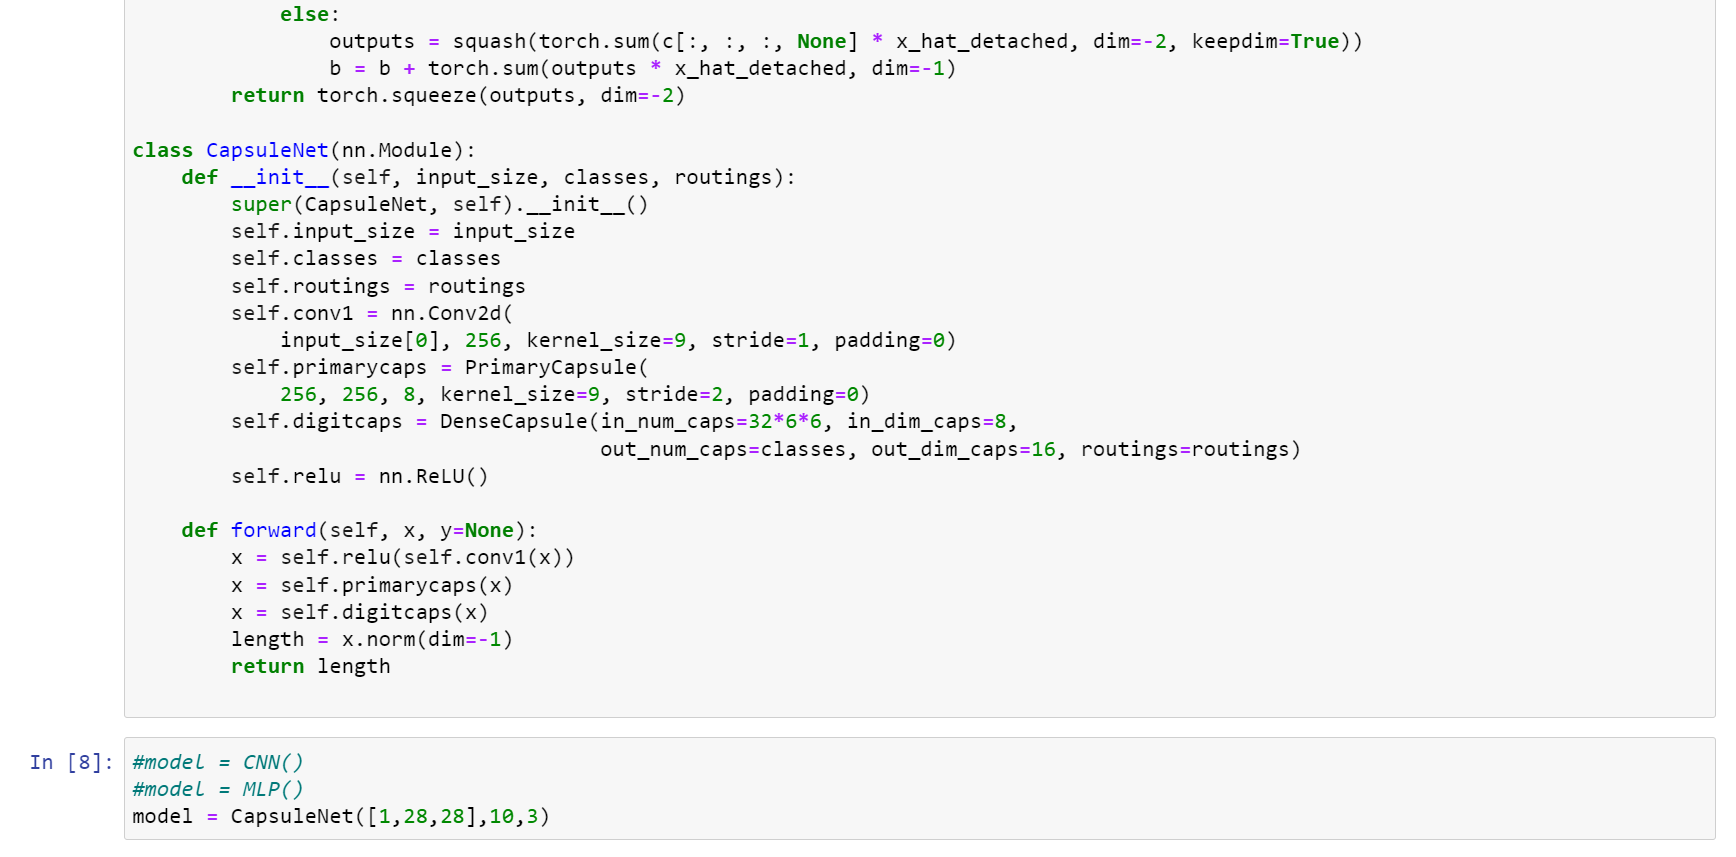 else:
                outputs = squash(torch.sum(c[:, :, :, None] * x_hat_detached, dim=-2, keepdim=True))
                b = b + torch.sum(outputs * x_hat_detached, dim=-1)
        return torch.squeeze(outputs, dim=-2)

class CapsuleNet(nn.Module):
    def __init__(self, input_size, classes, routings):
        super(CapsuleNet, self).__init__()
        self.input_size = input_size
        self.classes = classes
        self.routings = routings
        self.conv1 = nn.Conv2d(
            input_size[0], 256, kernel_size=9, stride=1, padding=0)
        self.primarycaps = PrimaryCapsule(
            256, 256, 8, kernel_size=9, stride=2, padding=0)
        self.digitcaps = DenseCapsule(in_num_caps=32*6*6, in_dim_caps=8,
                                      out_num_caps=classes, out_dim_caps=16, routings=routings)
        self.relu = nn.ReLU()

    def forward(self, x, y=None):
        x = self.relu(self.conv1(x))
        x = self.primarycaps(x)
        x = self.digitcaps(x)
        length = x.norm(dim=-1)
        return length

In [8]: #model = CNN()
#model = MLP()
model = CapsuleNet([1,28,28],10,3)